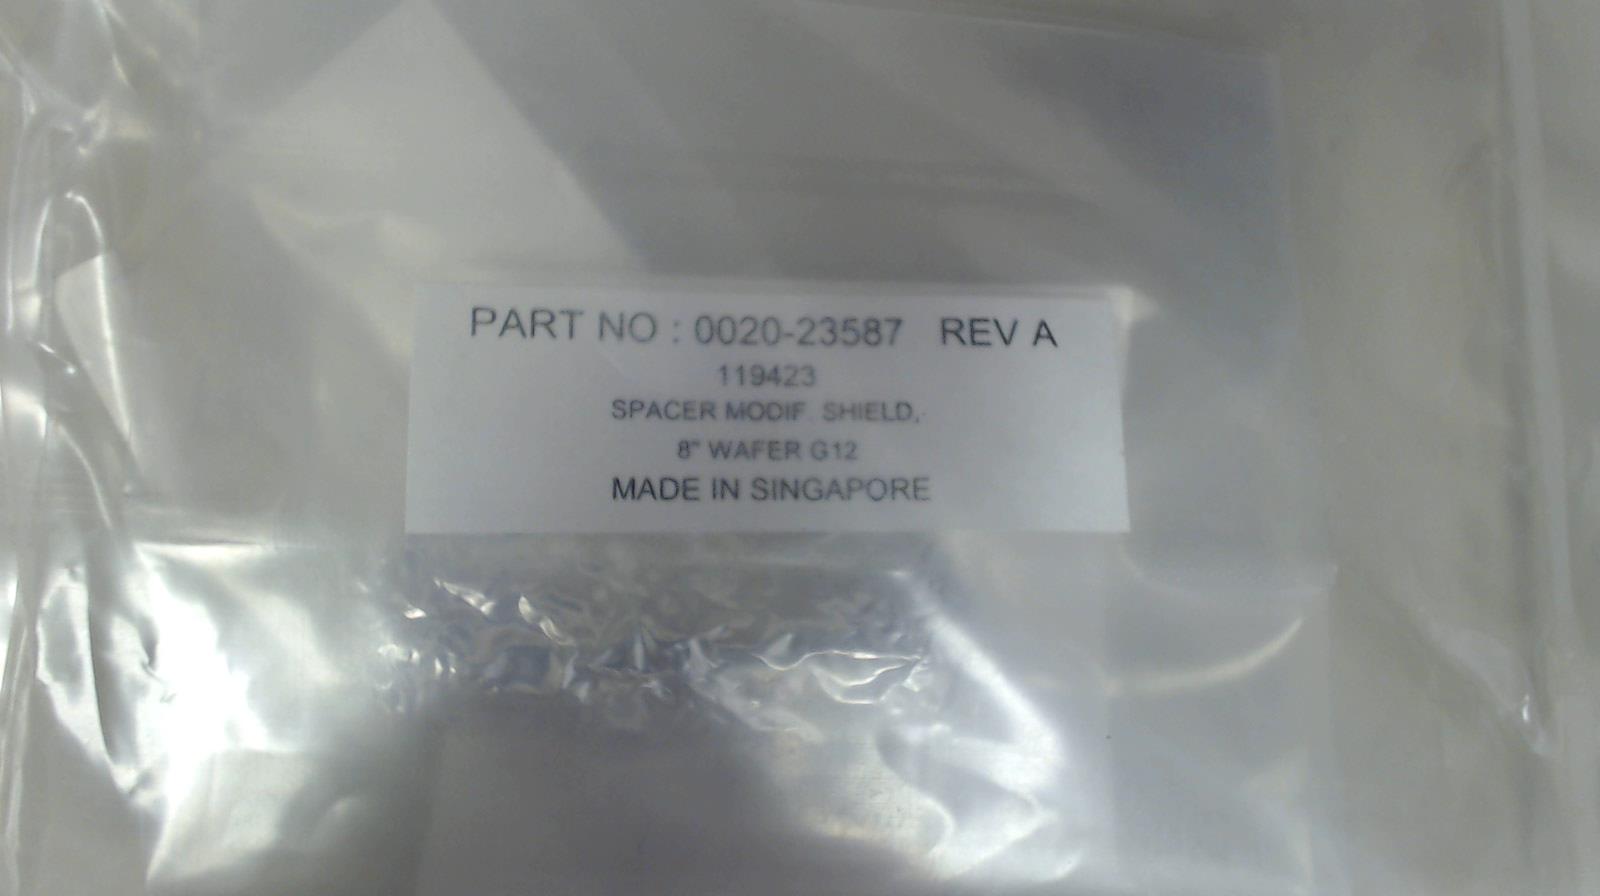 PART NO : 0020-23587 REV A
119423
SPACER MODIF. SHIELD,
8" WAFER G12
MADE IN SINGAPORE